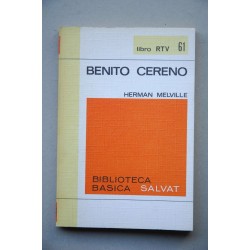 libro RTV 61
BENITO CERENO
HERMAN MELVILLE
BIBLIOTECA
BASICA SALVAT